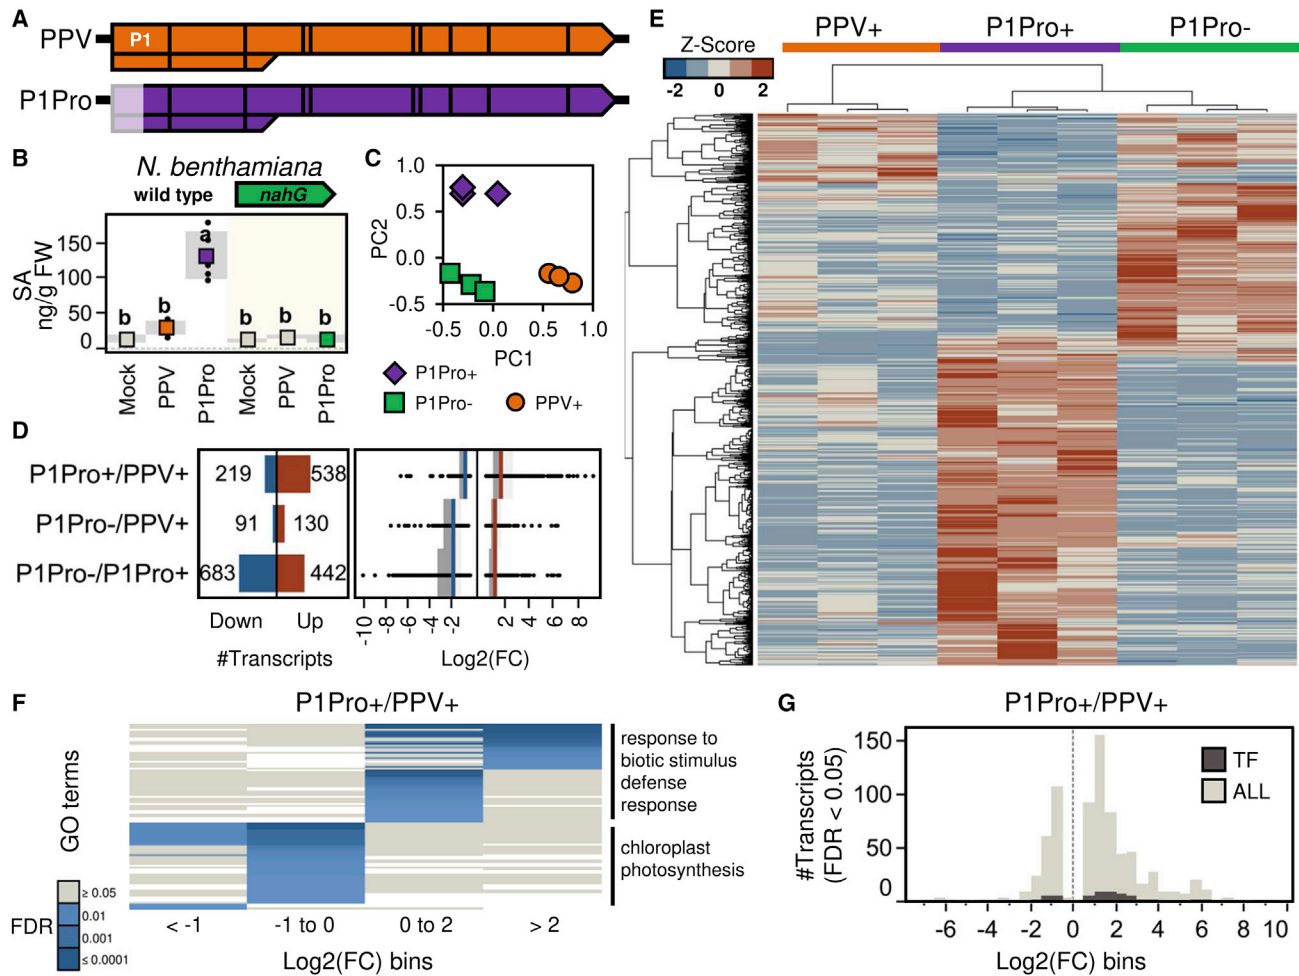 A
PPV
P1
P1Pro
B
N. benthamiana
wild type
nahG
SA
ng/g FW
150
100
50
0
b
b
a
b
b
b
Mock
PPV
P1Pro
Mock
PPV
P1Pro
C
PC2
1.0
0.5
0.0
-0.5
-0.5
0.0
0.5
1.0
PC1
P1Pro+
P1Pro-
PPV+
D
P1Pro+/PPV+
219
538
P1Pro-/PPV+
91
130
P1Pro-/P1Pro+
683
442
Down
Up
#Transcripts
-10
-8
-6
-4
-2
2
4
6
8
Log2(FC)
E
PPV+
P1Pro+
P1Pro-
Z-Score
-2
0
2
F
P1Pro+/PPV+
GO terms
response to
biotic stimulus
defense
response
chloroplast
photosynthesis
FDR
≥ 0.05
0.01
0.001
≤ 0.0001
< -1
-1 to 0
0 to 2
> 2
Log2(FC) bins
G
P1Pro+/PPV+
#Transcripts
(FDR < 0.05)
150
100
50
0
TF
ALL
-6
-4
-2
0
2
4
6
8
10
Log2(FC) bins